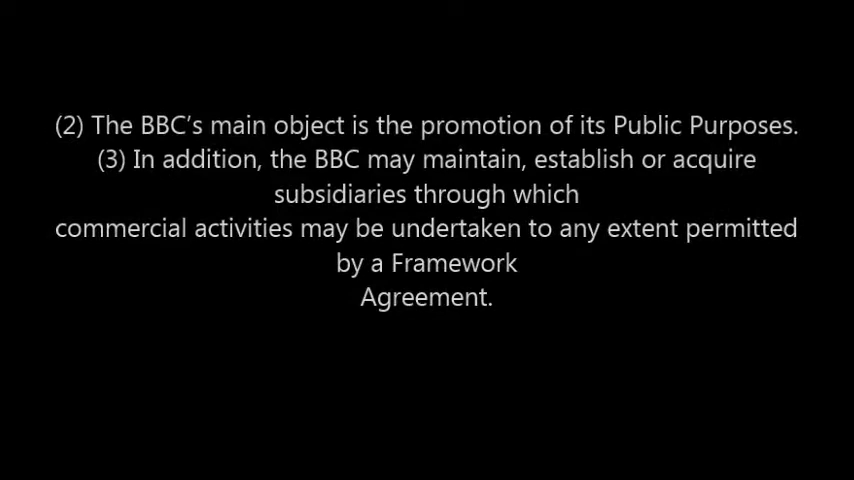 (2) The BBC’s main object is the promotion of its Public Purposes.
(3) In addition, the BBC may maintain, establish or acquire
subsidiaries through which
commercial activities may be undertaken to any extent permitted
by a Framework
Agreement.